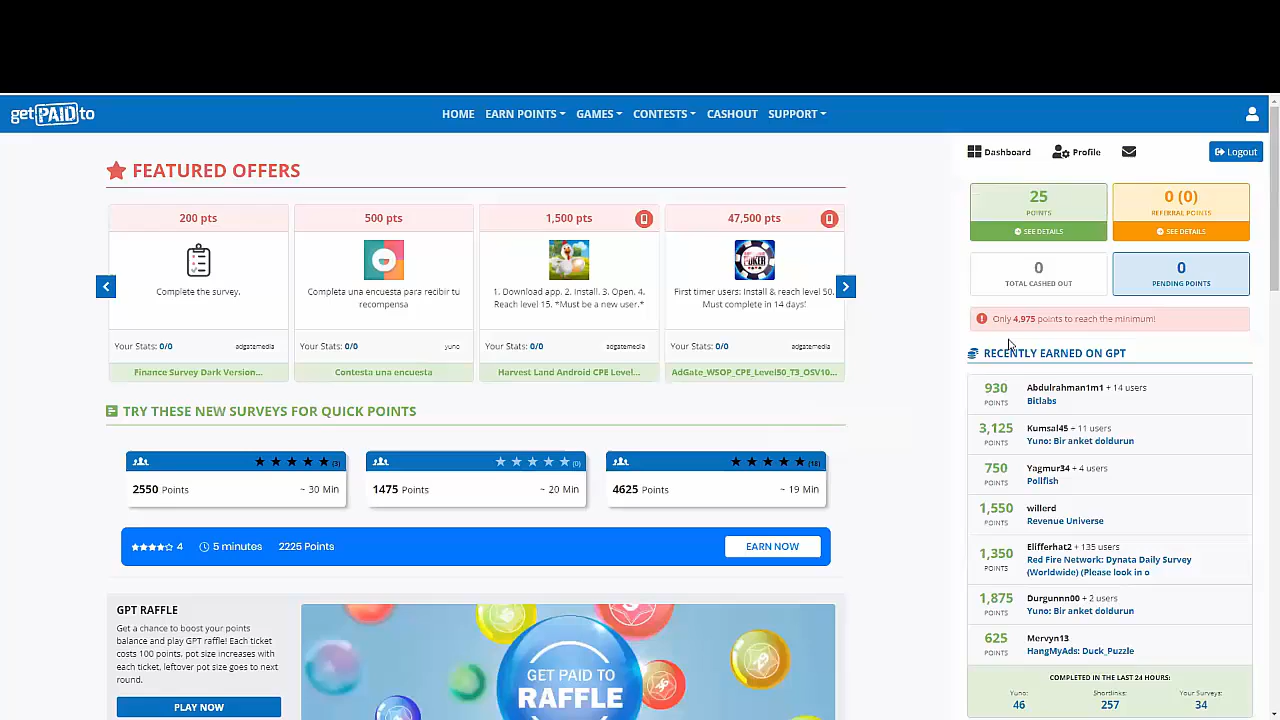 getPAIDto
HOME
EARN POINTS
GAMES
CONTESTS
CASHOUT
SUPPORT
Dashboard
Profile
Logout
FEATURED OFFERS
200 pts
Complete the survey.
Your Stats: 0/0
adgatemedia
Finance Survey Dark Version...
500 pts
Completa una encuesta para recibir tu
recompensa
Your Stats: 0/0
yuno
Contesta una encuesta
1,500 pts
1. Download app. 2. Install. 3. Open. 4.
Reach level 15. *Must be a new user.*
Your Stats: 0/0
adgatemedia
Harvest Land Android CPE Level...
47,500 pts
First timer users: Install & reach level 50.
Must complete in 14 days!
Your Stats: 0/0
adgatemedia
AdGate_WSOP_CPE_Level50_T3_OSV10...
TRY THESE NEW SURVEYS FOR QUICK POINTS
(3)
2550 Points
~ 30 Min
(0)
1475 Points
~ 20 Min
(18)
4625 Points
~ 19 Min
4
5 minutes
2225 Points
EARN NOW
GPT RAFFLE
Get a chance to boost your points
balance and play GPT raffle! Each ticket
costs 100 points, pot size increases with
each ticket, leftover pot size goes to next
round.
PLAY NOW
GET PAID TO
RAFFLE
25
POINTS
SEE DETAILS
0 (0)
REFERRAL POINTS
SEE DETAILS
0
TOTAL CASHED OUT
0
PENDING POINTS
Only 4,975 points to reach the minimum!
RECENTLY EARNED ON GPT
930
POINTS
Abdulrahman1m1 + 14 users
Bitlabs
3,125
POINTS
Kumsal45 + 11 users
Yuno: Bir anket doldurun
750
POINTS
Yagmur34 + 4 users
Pollfish
1,550
POINTS
willerd
Revenue Universe
1,350
POINTS
Elifferhat2 + 135 users
Red Fire Network: Dynata Daily Survey
(Worldwide) (Please look in o
1,875
POINTS
Durgunnn00 + 2 users
Yuno: Bir anket doldurun
625
POINTS
Mervyn13
HangMyAds: Duck_Puzzle
COMPLETED IN THE LAST 24 HOURS:
Yuno:
46
Shortlinks:
257
Your Surveys:
34